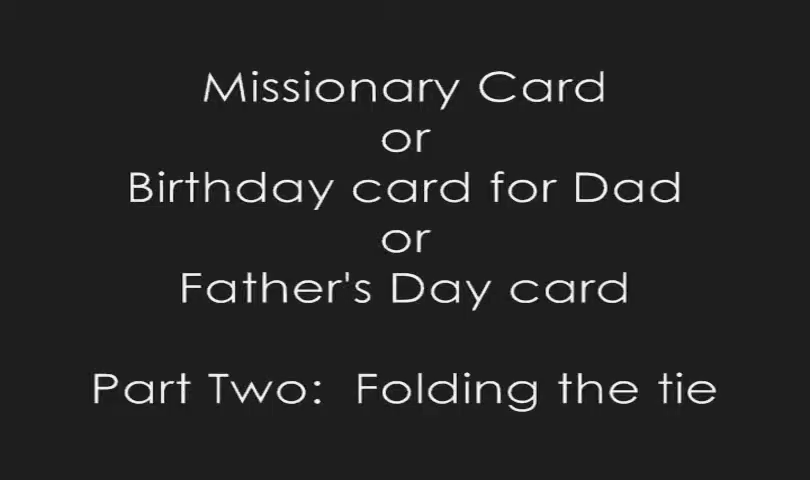 Missionary Card
or
Birthday card for Dad
or
Father's Day card
Part Two:  Folding the tie